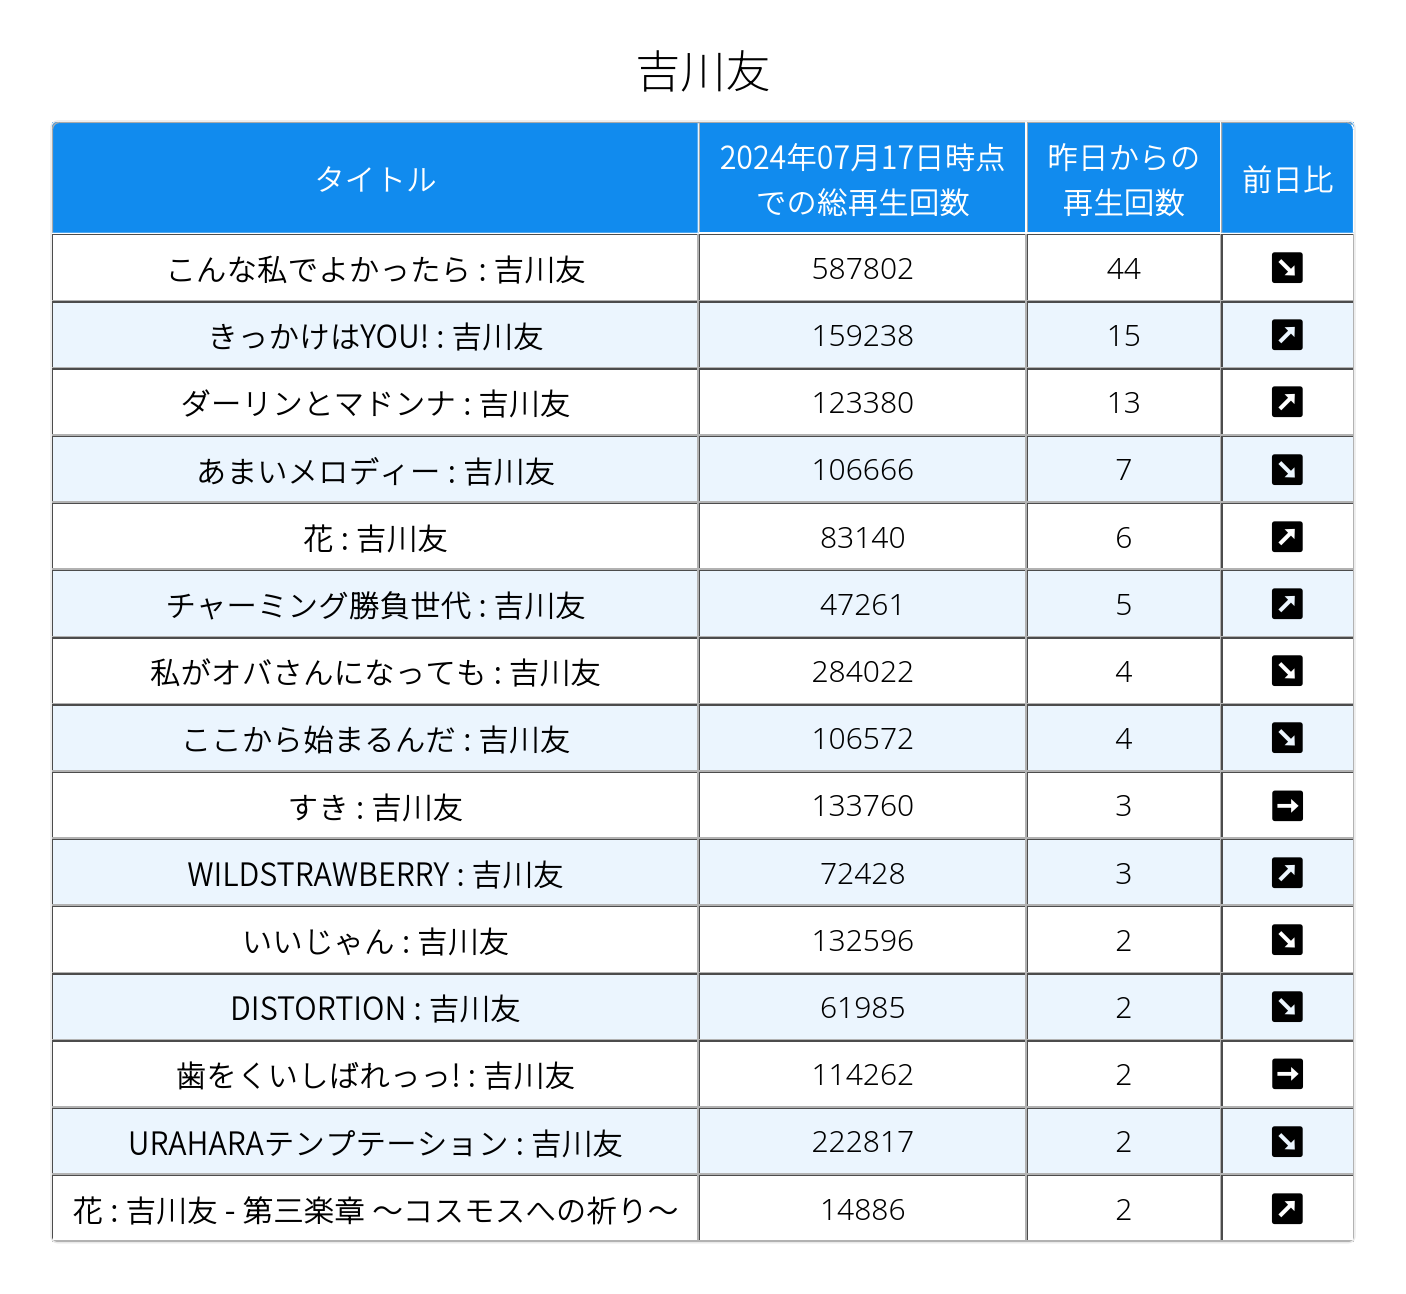 吉川友
タイトル 2024年07月17日時点での総再生回数 昨日からの再生回数 前日比
こんな私でよかったら : 吉川友 587802 44 ↘
きっかけはYOU! : 吉川友 159238 15 ↗
ダーリンとマドンナ : 吉川友 123380 13 ↗
あまいメロディー : 吉川友 106666 7 ↘
花 : 吉川友 83140 6 ↗
チャーミング勝負世代 : 吉川友 47261 5 ↗
私がオバさんになっても : 吉川友 284022 4 ↘
ここから始まるんだ : 吉川友 106572 4 ↘
すき : 吉川友 133760 3 →
WILDSTRAWBERRY : 吉川友 72428 3 ↗
いいじゃん : 吉川友 132596 2 ↘
DISTORTION : 吉川友 61985 2 ↘
歯をくいしばれっっ! : 吉川友 114262 2 →
URAHARAテンプテーション : 吉川友 222817 2 ↘
花 : 吉川友 - 第三楽章 〜コスモスへの祈り〜 14886 2 ↗